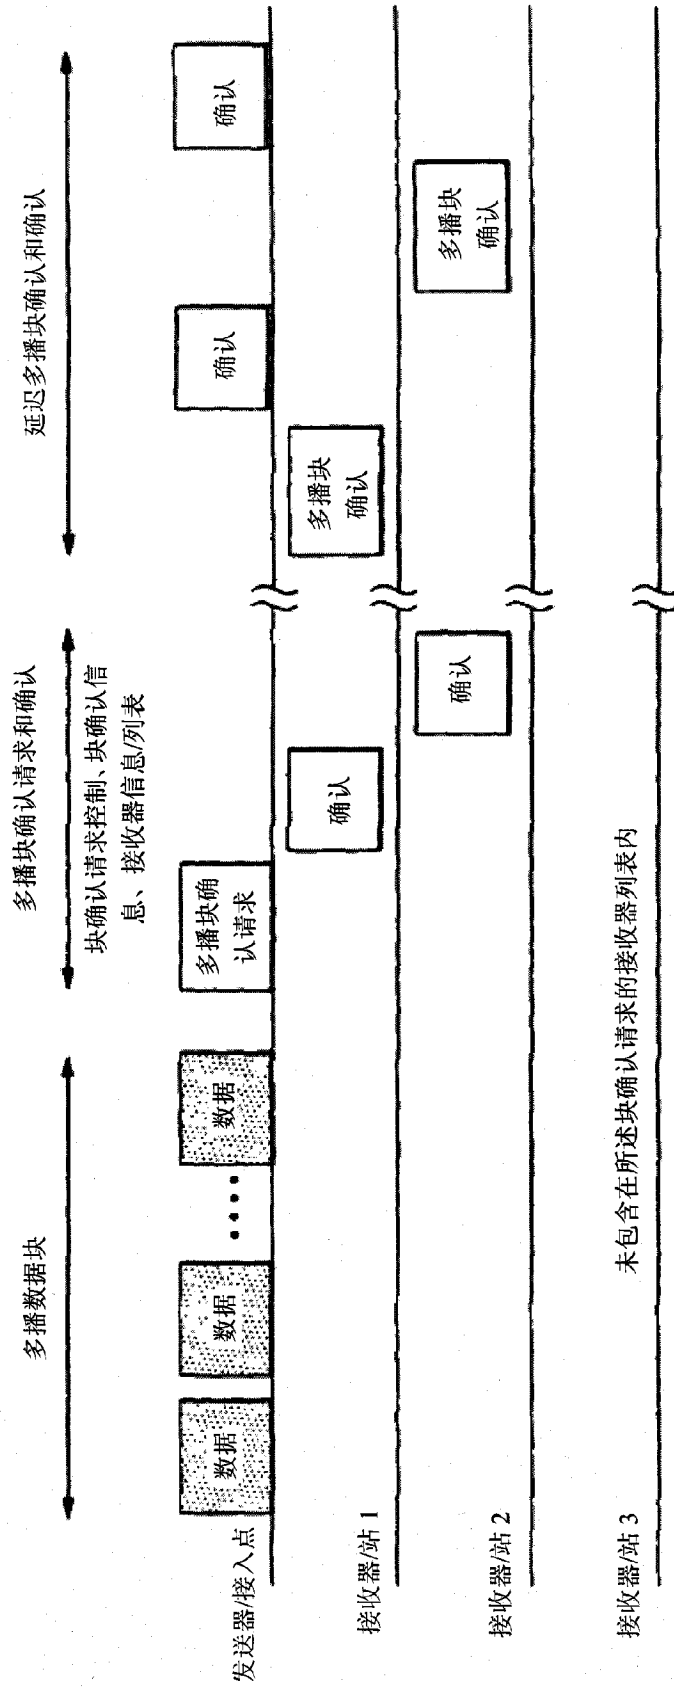 多播数据块
多播块确认请求和确认
延迟多播块确认和确认
块确认请求控制、块确认信
息、接收器信息/列表
发送器/接入点
数据
数据
数据
多播块确
认请求
确认
确认
接收器/站 1
确认
多播块
确认
接收器/站 2
确认
多播块
确认
接收器/站 3
未包含在所述块确认请求的接收器列表内